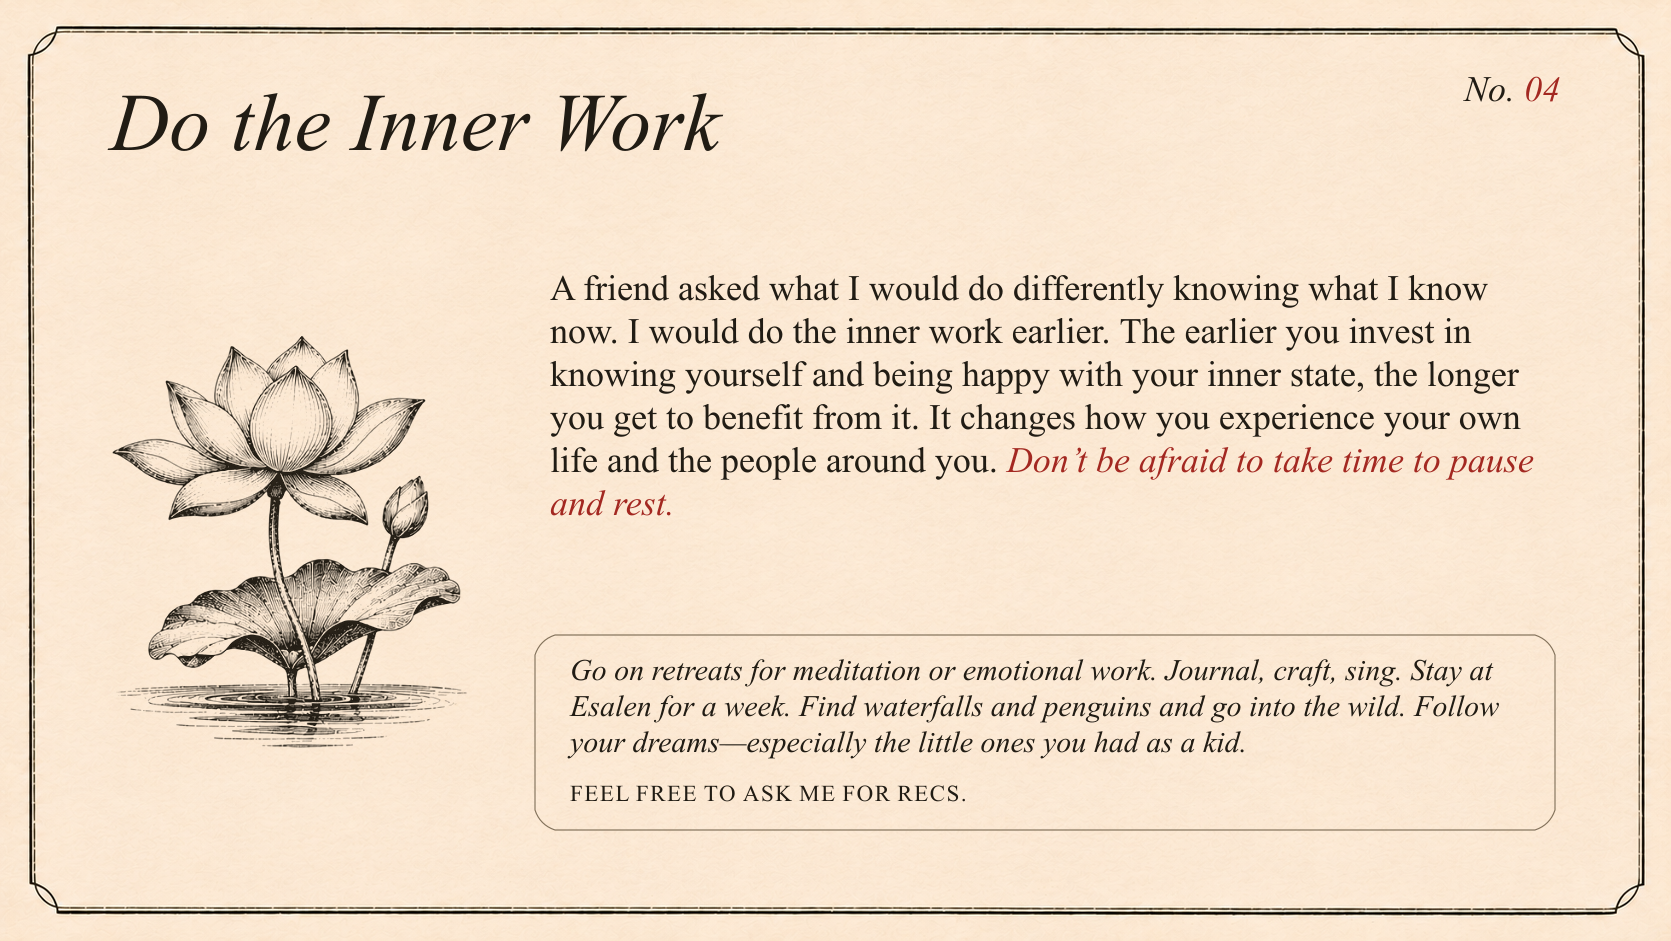 Do the Inner Work
No. 04
A friend asked what I would do differently knowing what I know
now. I would do the inner work earlier. The earlier you invest in
knowing yourself and being happy with your inner state, the longer
you get to benefit from it. It changes how you experience your own
life and the people around you. Don’t be afraid to take time to pause
and rest.
Go on retreats for meditation or emotional work. Journal, craft, sing. Stay at
Esalen for a week. Find waterfalls and penguins and go into the wild. Follow
your dreams—especially the little ones you had as a kid.
FEEL FREE TO ASK ME FOR RECS.